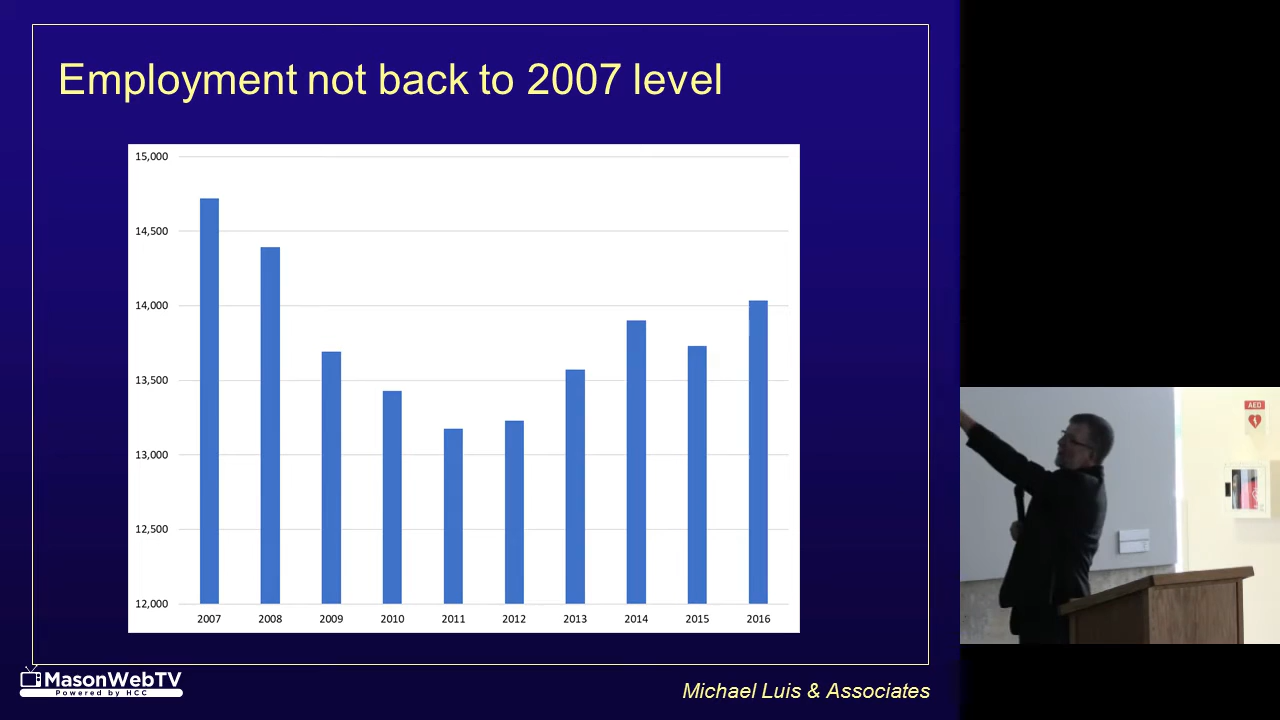 Employment not back to 2007 level
15,000
14,500
14,000
13,500
13,000
12,500
12,000
2007 2008 2009 2010 2011 2012 2013 2014 2015 2016
MasonWebTV
Powered by HCC
Michael Luis & Associates
AED